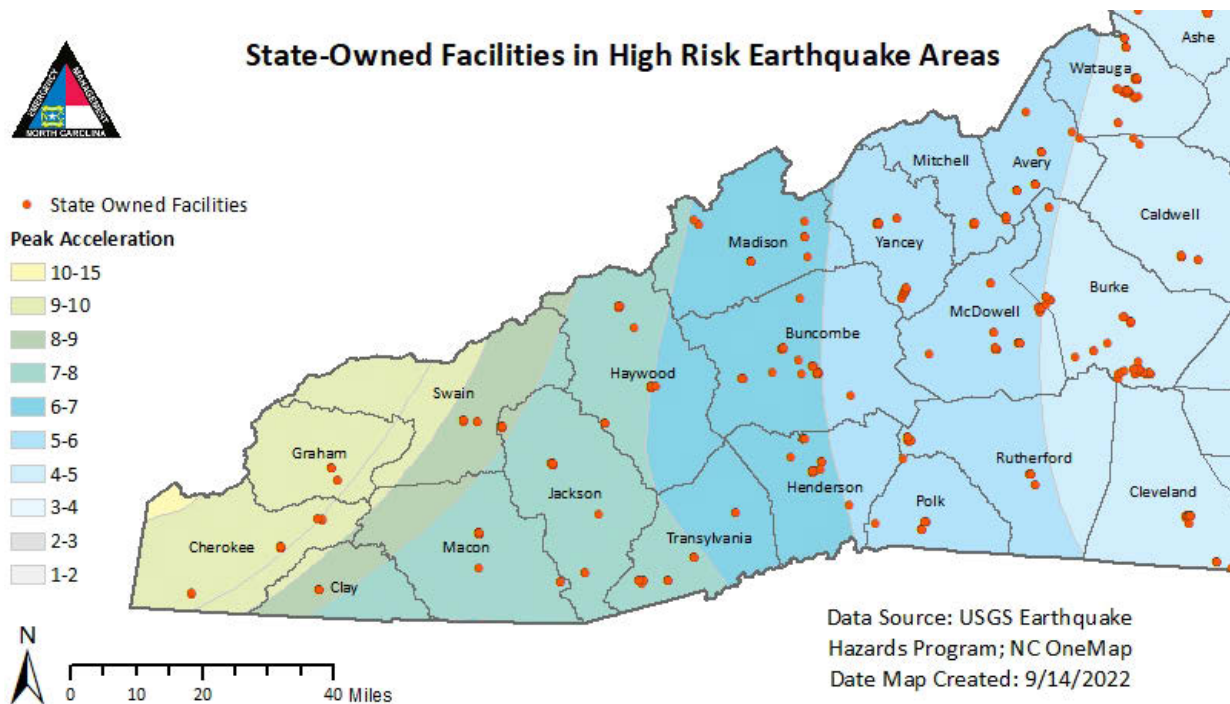 State-Owned Facilities in High Risk Earthquake Areas
EMERGENCY
MANAGEMENT
NORTH CAROLINA
State Owned Facilities
Peak Acceleration
10-15
9-10
8-9
7-8
6-7
5-6
4-5
3-4
2-3
1-2
Ashe
Watauga
Mitchell
Avery
Caldwell
Madison
Yancey
Burke
McDowell
Buncombe
Haywood
Swain
Graham
Rutherford
Jackson
Henderson
Cleveland
Polk
Transylvania
Cherokee
Macon
Clay
N
0 10 20 40 Miles
Data Source: USGS Earthquake
Hazards Program; NC OneMap
Date Map Created: 9/14/2022